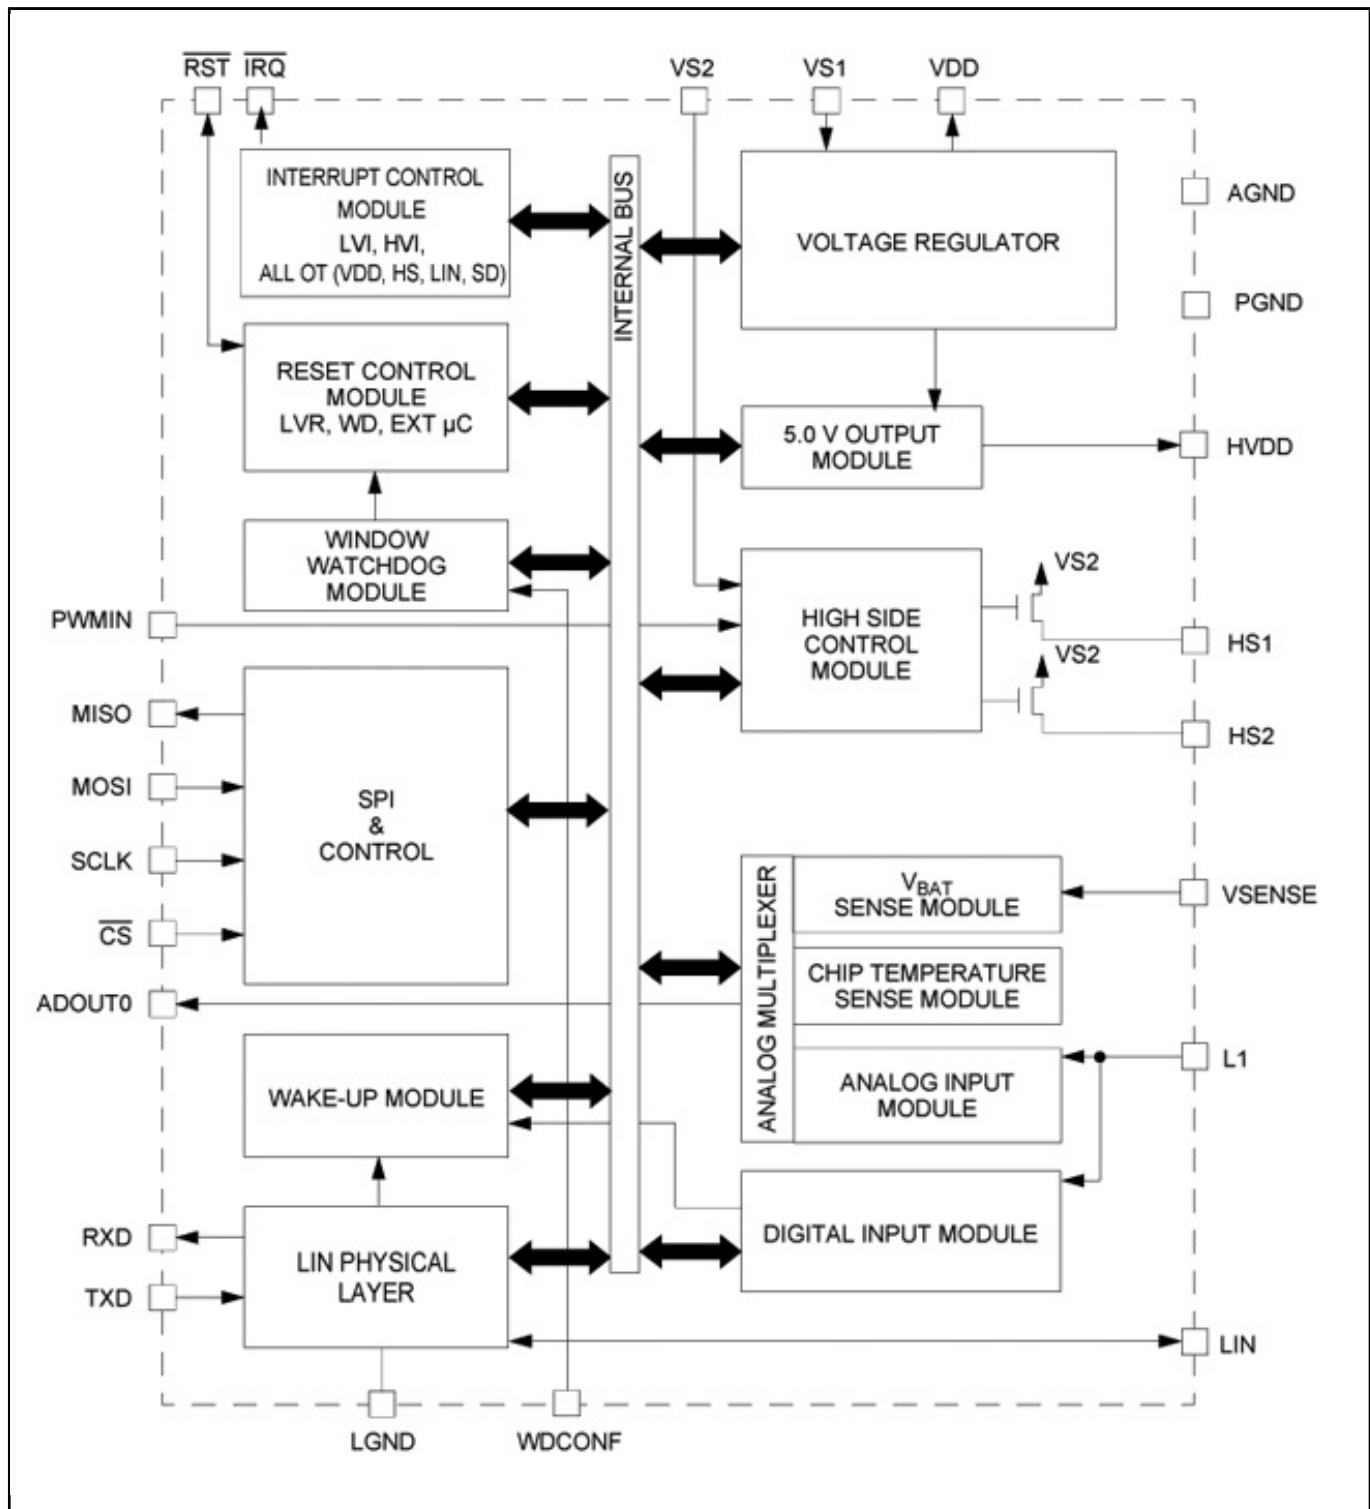 RST IRQ VS2 VS1 VDD
INTERRUPT CONTROL
MODULE
LVI, HVI,
ALL OT (VDD, HS, LIN, SD)
INTERNAL BUS
VOLTAGE REGULATOR
AGND
PGND
RESET CONTROL
MODULE
LVR, WD, EXT µC
5.0 V OUTPUT
MODULE
HVDD
WINDOW
WATCHDOG
MODULE
PWMIN
HIGH SIDE
CONTROL
MODULE
VS2
HS1
VS2
HS2
MISO
MOSI
SCLK
CS
SPI
&
CONTROL
ADOUT0
ANALOG MULTIPLEXER
VBAT
SENSE MODULE
VSENSE
CHIP TEMPERATURE
SENSE MODULE
ANALOG INPUT
MODULE
L1
WAKE-UP MODULE
DIGITAL INPUT MODULE
RXD
TXD
LIN PHYSICAL
LAYER
LIN
LGND WDCONF